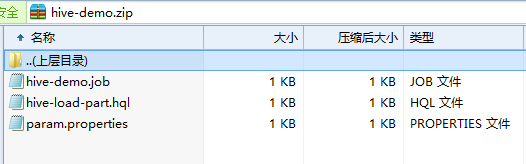 安全 hive-demo.zip
名称 大小 压缩后大小 类型
..(上层目录)
hive-demo.job 1 KB 1 KB JOB 文件
hive-load-part.hql 1 KB 1 KB HQL 文件
param.properties 1 KB 1 KB PROPERTIES 文件